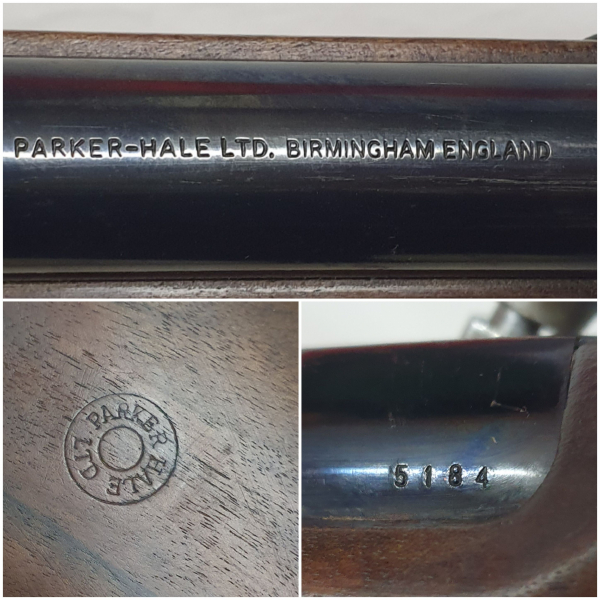 PARKER-HALE LTD. BIRMINGHAM ENGLAND
PARKER HALE LTD
5184